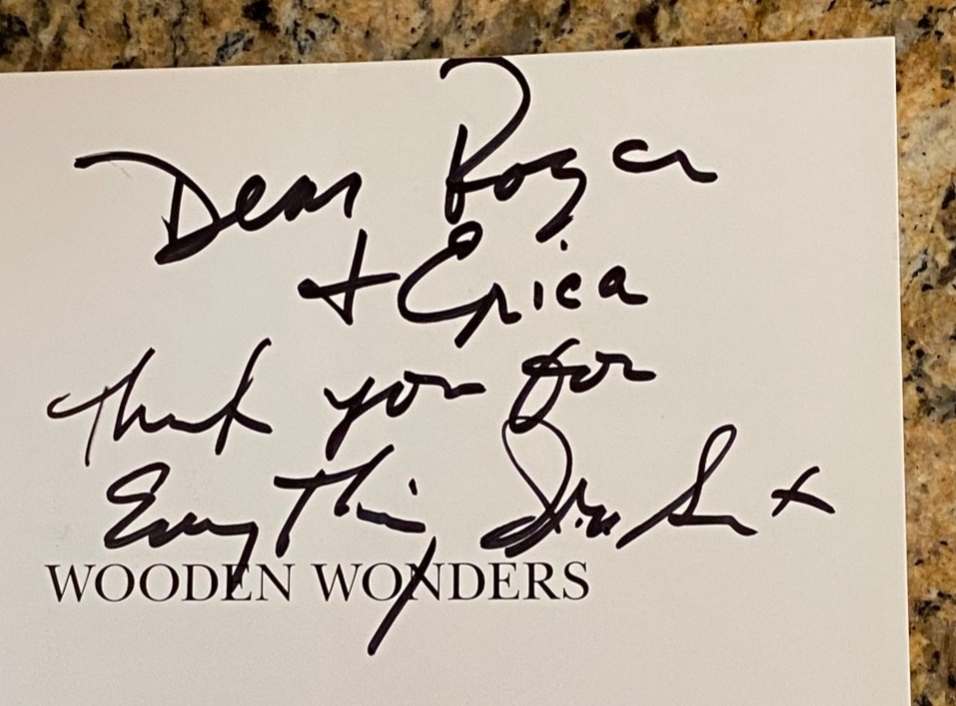 Dear Roger
+ Erica
Thank you for
Everything
WOODEN WONDERS